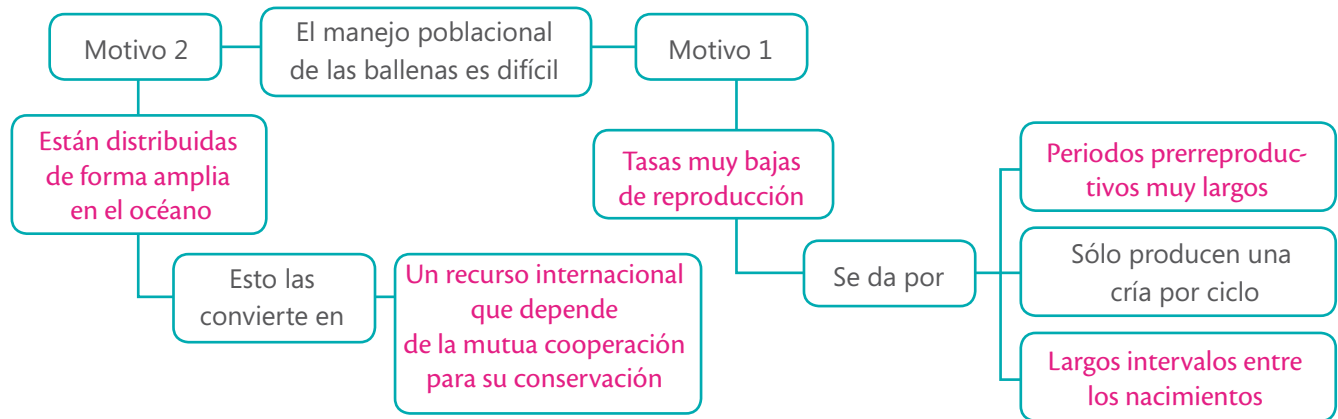 Motivo 2
El manejo poblacional
de las ballenas es difícil
Motivo 1
Están distribuidas
de forma amplia
en el océano
Tasas muy bajas
de reproducción
Periodos prerreproduc-
tivos muy largos
Esto las
convierte en
Un recurso internacional
que depende
de la mutua cooperación
para su conservación
Se da por
Sólo producen una
cría por ciclo
Largos intervalos entre
los nacimientos